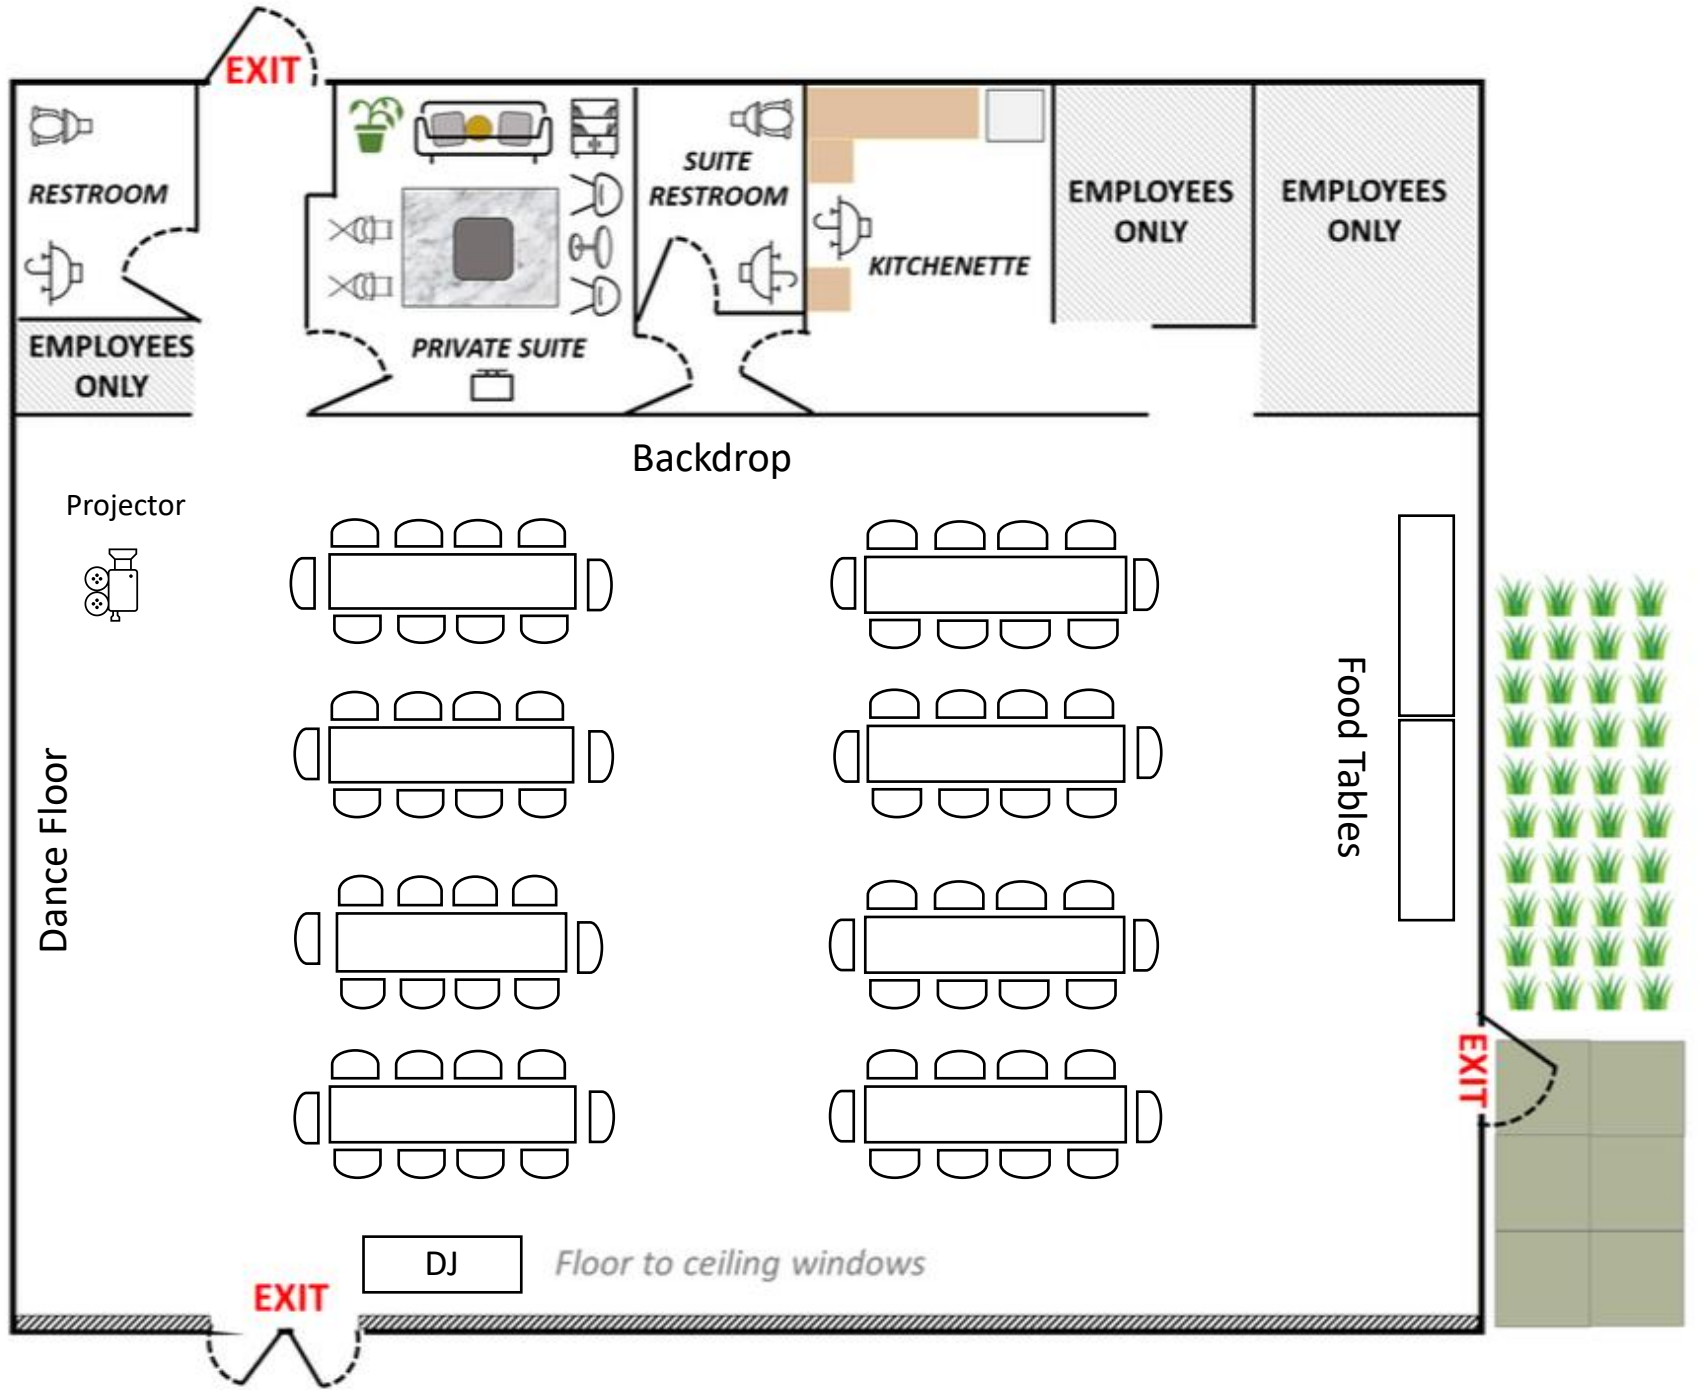 EXIT
RESTROOM
EMPLOYEES
ONLY
PRIVATE SUITE
SUITE
RESTROOM
KITCHENETTE
EMPLOYEES
ONLY
EMPLOYEES
ONLY
Backdrop
Projector
Dance Floor
Food Tables
EXIT
DJ
Floor to ceiling windows
EXIT